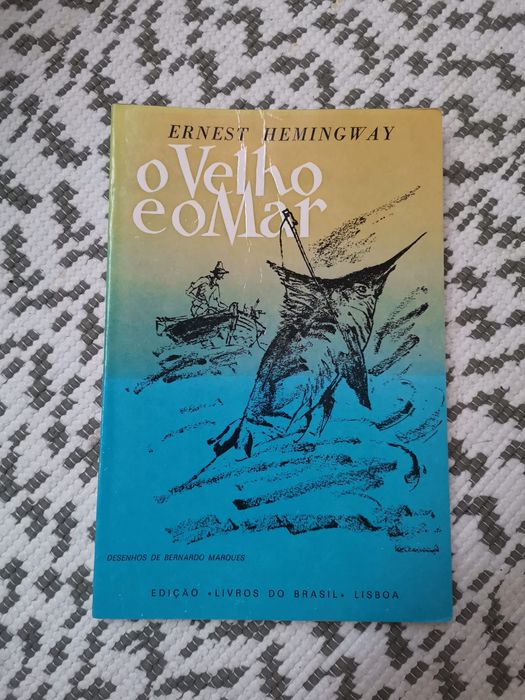 ERNEST HEMINGWAY
o Velho
e o Mar
DESENHOS DE BERNARDO MARQUES
EDIÇÃO «LIVROS DO BRASIL» LISBOA